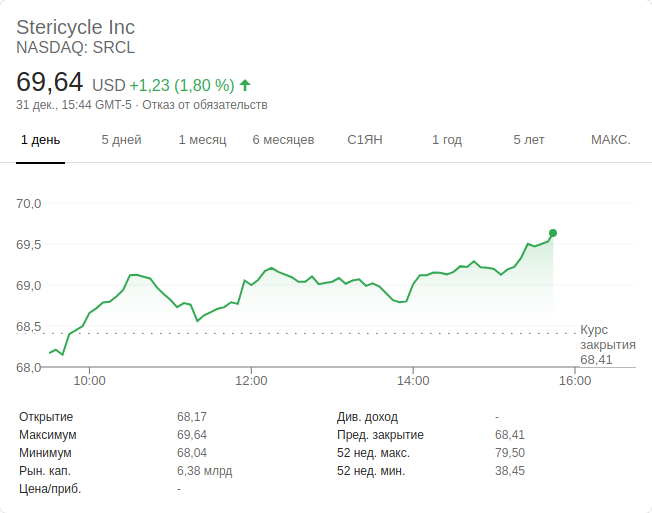 Stericycle Inc
NASDAQ: SRCL
69,64 USD +1,23 (1,80 %)
31 дек., 15:44 GMT-5 · Отказ от обязательств
1 день 5 дней 1 месяц 6 месяцев С1ЯН 1 год 5 лет МАКС.
70,0
69,5
69,0
68,5
68,0
Курс
закрытия
68,41
10:00 12:00 14:00 16:00
Открытие 68,17 Див. доход -
Максимум 69,64 Пред. закрытие 68,41
Минимум 68,04 52 нед. макс. 79,50
Рын. кап. 6,38 млрд 52 нед. мин. 38,45
Цена/приб. -